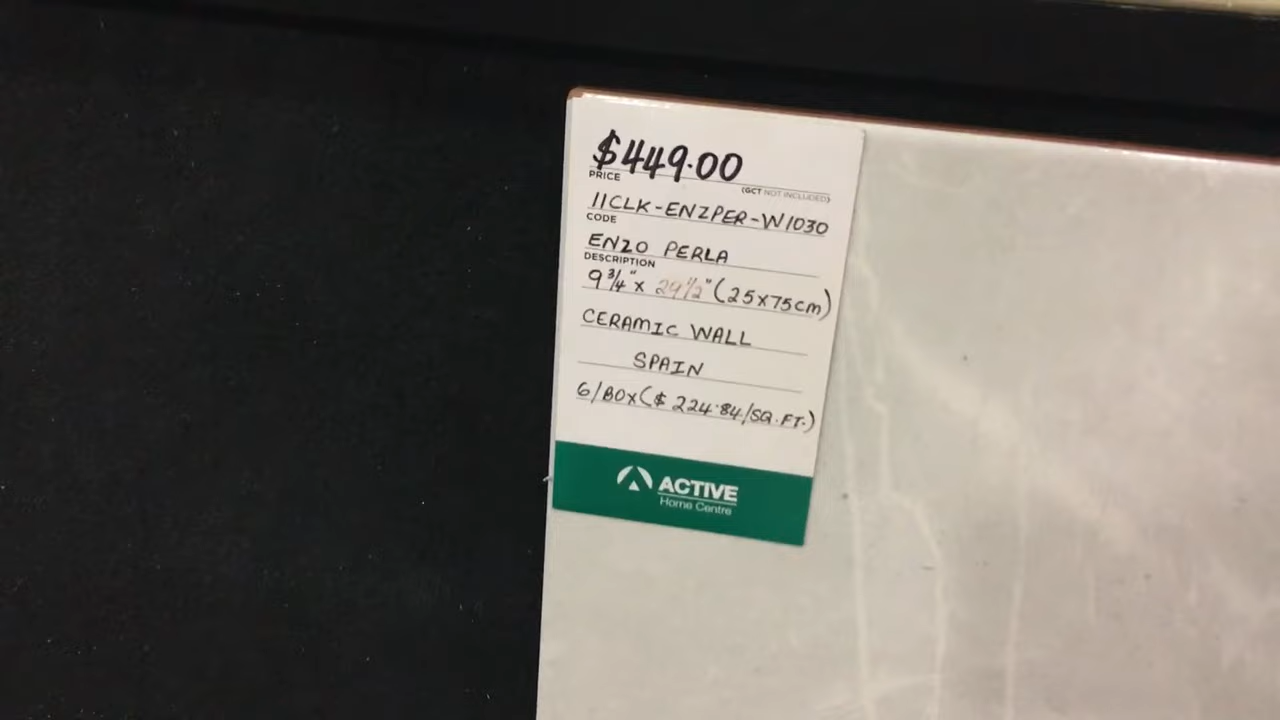 $449.00
PRICE
(GCT NOT INCLUDED)
11CLK-ENZPER-W1030
CODE
ENZO PERLA
DESCRIPTION
9 3/4" x 29 1/2" (25x75cm)
CERAMIC WALL
SPAIN
6/BOX($ 224.84/SQ.FT.)
ACTIVE
Home Centre